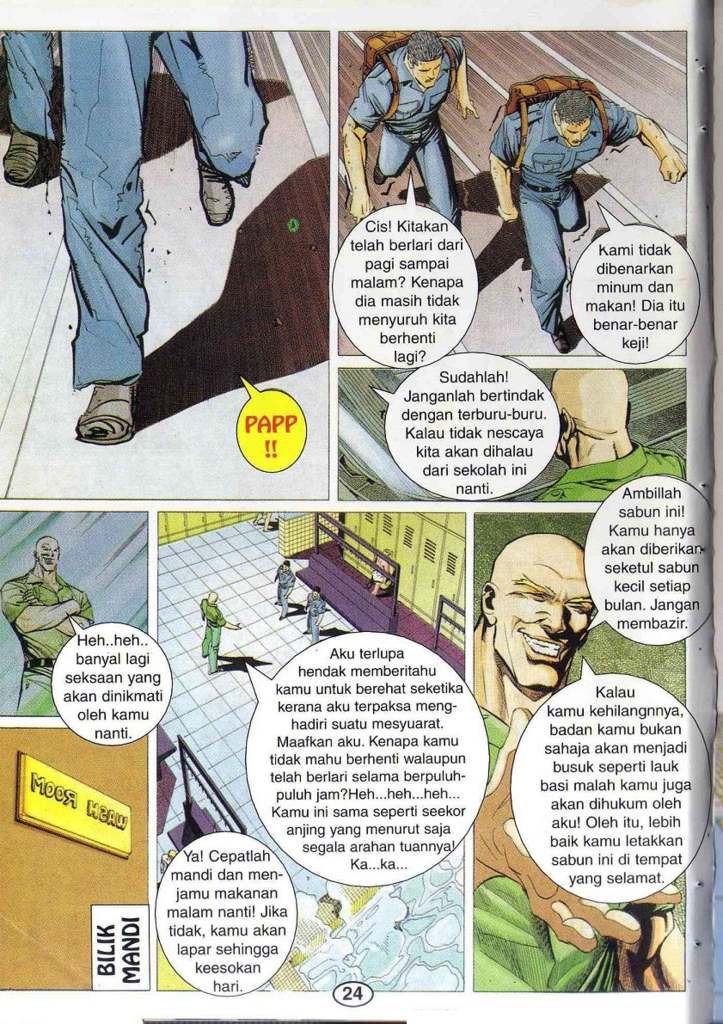 PAPP
!!
Cis! Kitakan
telah berlari dari
pagi sampai
malam? Kenapa
dia masih tidak
menyuruh kita
berhenti
lagi?
Kami tidak
dibenarkan
minum dan
makan! Dia itu
benar-benar
keji!
Sudahlah!
Janganlah bertindak
dengan terburu-buru.
Kalau tidak nescaya
kita akan dihalau
dari sekolah ini
nanti.
Heh..heh..
banyal lagi
seksaan yang
akan dinikmati
oleh kamu
nanti.
Aku terlupa
hendak memberitahu
kamu untuk berehat seketika
kerana aku terpaksa meng-
hadiri suatu mesyuarat.
Maafkan aku. Kenapa kamu
tidak mahu berhenti walaupun
telah berlari selama berpuluh-
puluh jam?Heh...heh...heh...
Kamu ini sama seperti seekor
anjing yang menurut saja
segala arahan tuannya!
Ka...ka...
Ambillah
sabun ini!
Kamu hanya
akan diberikan
seketul sabun
kecil setiap
bulan. Jangan
membazir.
Kalau
kamu kehilangnnya,
badan kamu bukan
sahaja akan menjadi
busuk seperti lauk
basi malah kamu juga
akan dihukum oleh
aku! Oleh itu, lebih
baik kamu letakkan
sabun ini di tempat
yang selamat.
WASH ROOM
BILIK
MANDI
Ya! Cepatlah
mandi dan men-
jamu makanan
malam nanti! Jika
tidak, kamu akan
lapar sehingga
keesokan
hari.
24